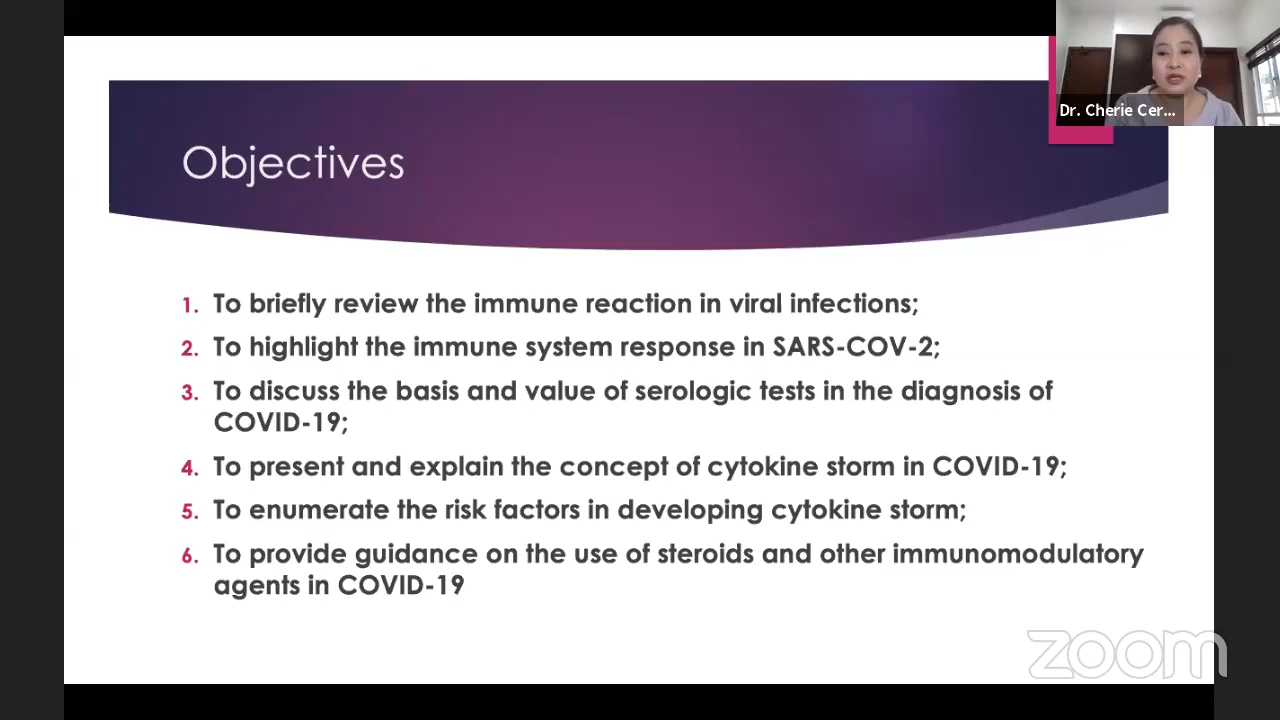 Dr. Cherie Cer...
Objectives
1. To briefly review the immune reaction in viral infections;
2. To highlight the immune system response in SARS-COV-2;
3. To discuss the basis and value of serologic tests in the diagnosis of
COVID-19;
4. To present and explain the concept of cytokine storm in COVID-19;
5. To enumerate the risk factors in developing cytokine storm;
6. To provide guidance on the use of steroids and other immunomodulatory
agents in COVID-19
zoom